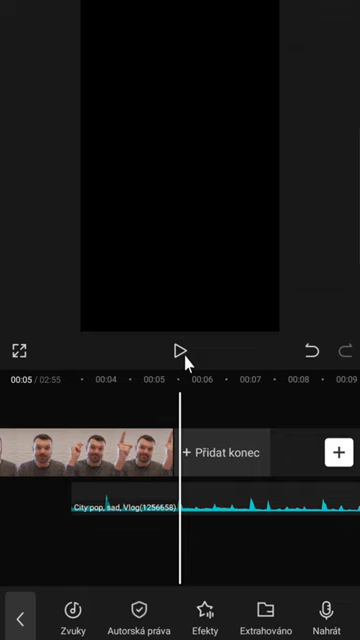 00:05 / 02:55 00:04 00:05 00:06 00:07 00:08 00:09
+ Přidat konec +
City pop, sad, Vlog(1256658)
Zvuky Autorská práva Efekty Extrahováno Nahrát